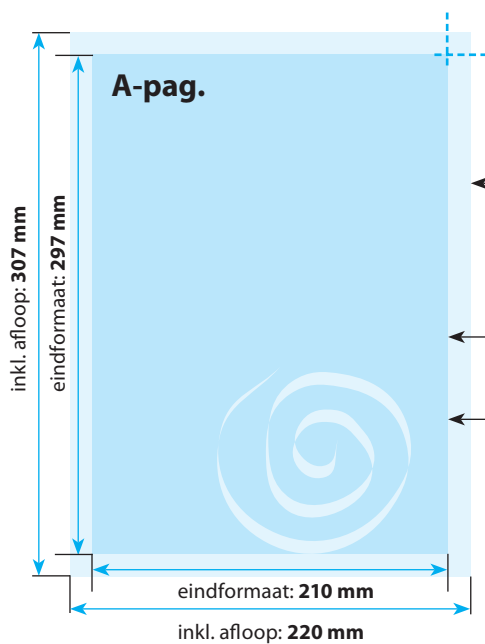 A-pag.
inkl. afloop: 307 mm
eindformaat: 297 mm
eindformaat: 210 mm
inkl. afloop: 220 mm